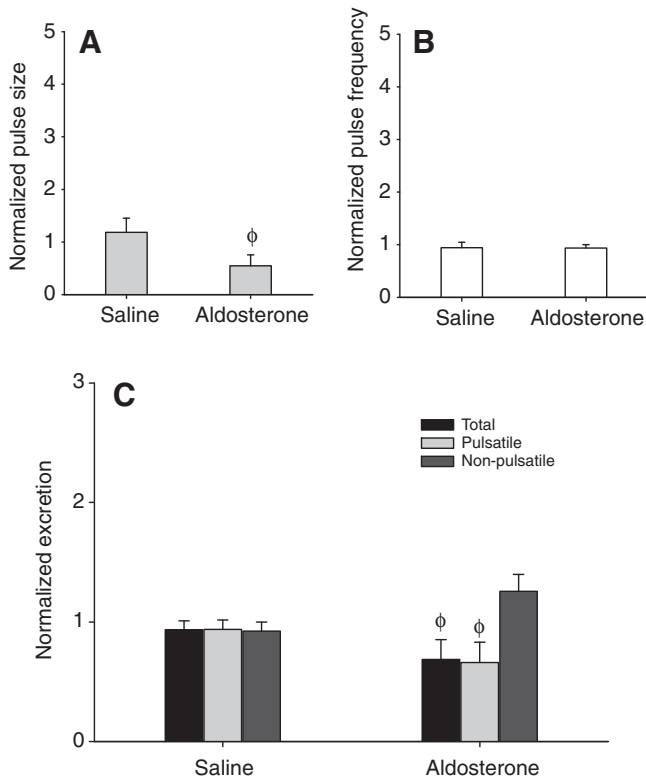 A
Normalized pulse size
5
4
3
2
1
0
ϕ
Saline
Aldosterone
B
Normalized pulse frequency
5
4
3
2
1
0
Saline
Aldosterone
C
Normalized excretion
3
2
1
0
Total
Pulsatile
Non-pulsatile
ϕ
ϕ
Saline
Aldosterone